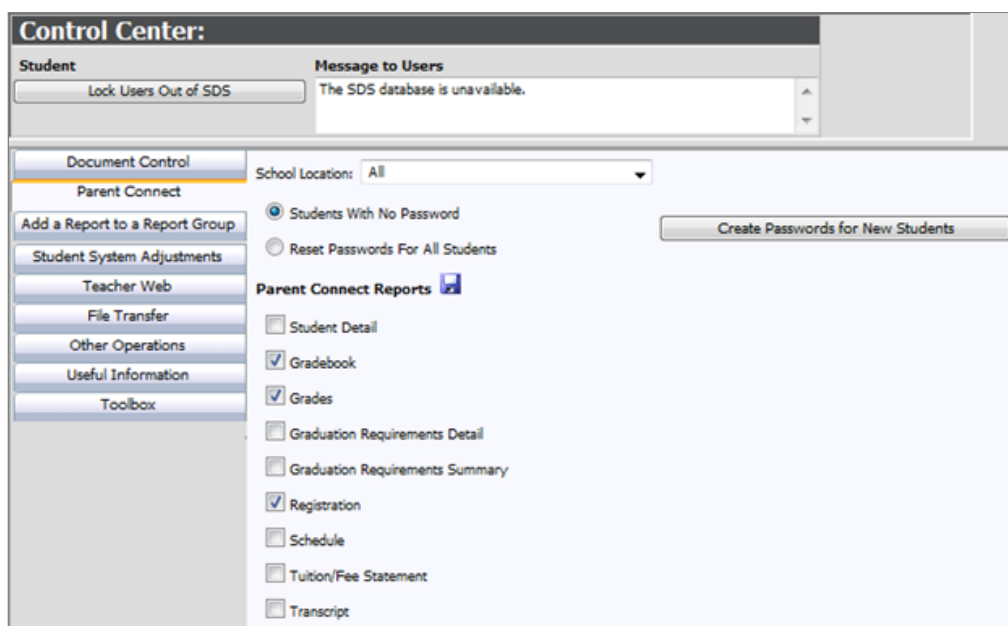 Control Center:
Student
Message to Users
Lock Users Out of SDS
The SDS database is unavailable.
Document Control
Parent Connect
Add a Report to a Report Group
Student System Adjustments
Teacher Web
File Transfer
Other Operations
Useful Information
Toolbox
School Location: All
Students With No Password
Reset Passwords For All Students
Create Passwords for New Students
Parent Connect Reports
Student Detail
Gradebook
Grades
Graduation Requirements Detail
Graduation Requirements Summary
Registration
Schedule
Tuition/Fee Statement
Transcript